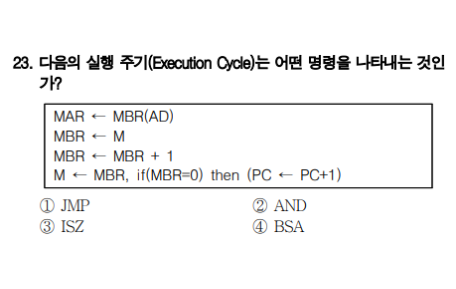 23. 다음의 실행 주기(Execution Cycle)는 어떤 명령을 나타내는 것인
가?
MAR ← MBR(AD)
MBR ← M
MBR ← MBR + 1
M ← MBR, if(MBR=0) then (PC ← PC+1)
① JMP ② AND
③ ISZ ④ BSA